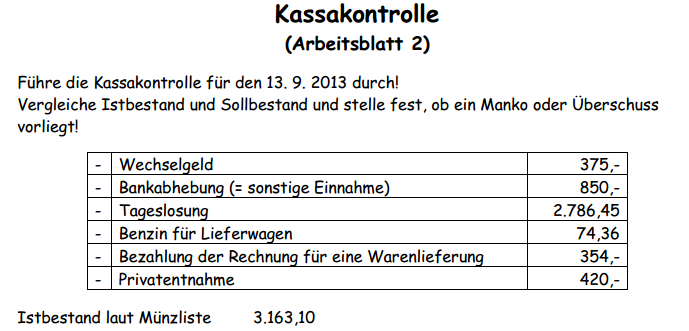 Kassakontrolle
(Arbeitsblatt 2)
Führe die Kassakontrolle für den 13. 9. 2013 durch!
Vergleiche Istbestand und Sollbestand und stelle fest, ob ein Manko oder Überschuss
vorliegt!
- Wechselgeld 375,-
- Bankabhebung (= sonstige Einnahme) 850,-
- Tageslosung 2.786,45
- Benzin für Lieferwagen 74,36
- Bezahlung der Rechnung für eine Warenlieferung 354,-
- Privatentnahme 420,-
Istbestand laut Münzliste 3.163,10